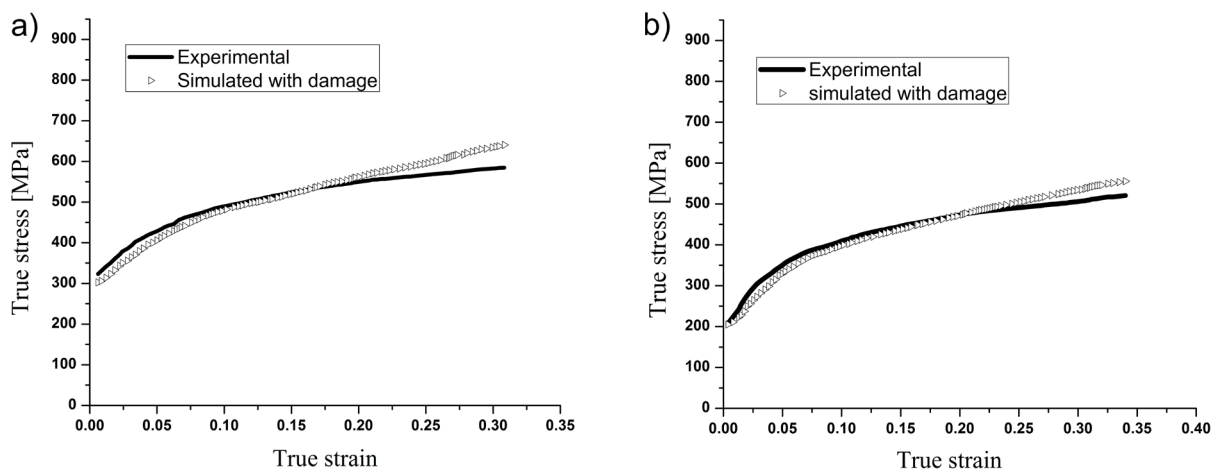 a)
Experimental
Simulated with damage
True stress [MPa]
900
800
700
600
500
400
300
200
100
0
0.00 0.05 0.10 0.15 0.20 0.25 0.30 0.35
True strain
b)
Experimental
simulated with damage
True stress [MPa]
900
800
700
600
500
400
300
200
100
0
0.00 0.05 0.10 0.15 0.20 0.25 0.30 0.35 0.40
True strain